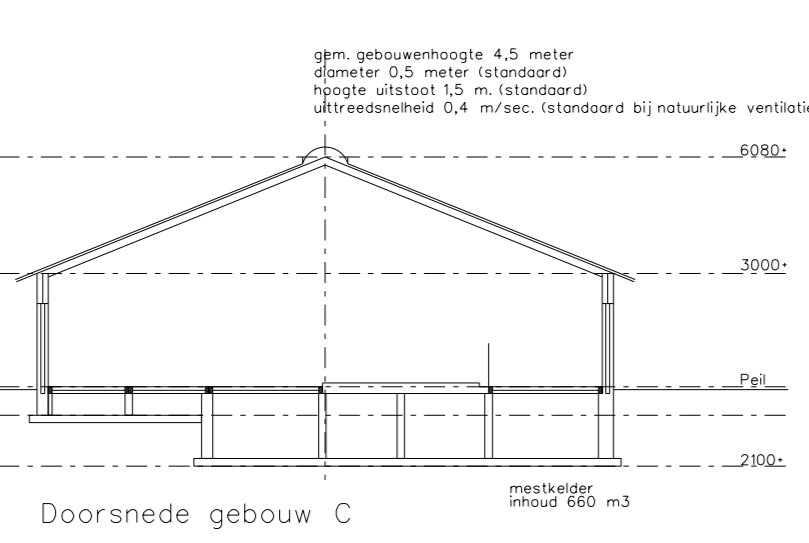 gem. gebouwenhoogte 4,5 meter
diameter 0,5 meter (standaard)
hoogte uitstoot 1,5 m. (standaard)
uittreedsnelheid 0,4 m/sec. (standaard bij natuurlijke ventilatie
6080+
3000+
Peil
2100+
mestkelder
inhoud 660 m3
Doorsnede gebouw C